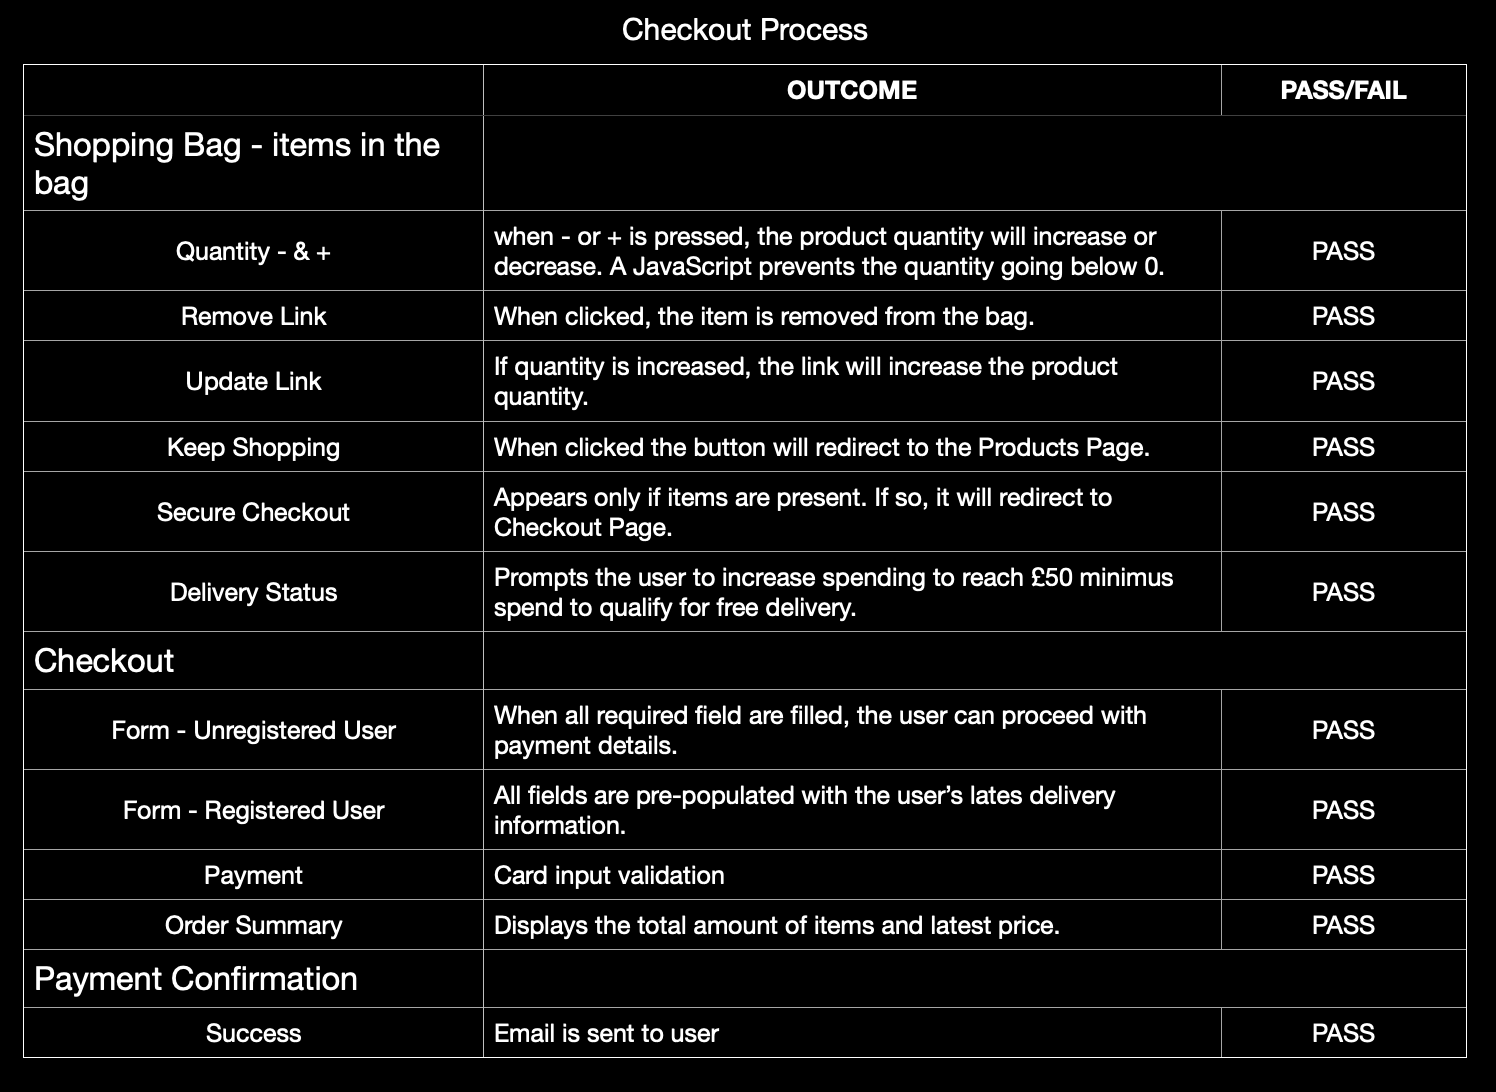 Checkout Process
OUTCOME
PASS/FAIL
Shopping Bag - items in the
bag
Quantity - & +
when - or + is pressed, the product quantity will increase or
decrease. A JavaScript prevents the quantity going below 0.
PASS
Remove Link
When clicked, the item is removed from the bag.
PASS
Update Link
If quantity is increased, the link will increase the product
quantity.
PASS
Keep Shopping
When clicked the button will redirect to the Products Page.
PASS
Secure Checkout
Appears only if items are present. If so, it will redirect to
Checkout Page.
PASS
Delivery Status
Prompts the user to increase spending to reach £50 minimus
spend to qualify for free delivery.
PASS
Checkout
Form - Unregistered User
When all required field are filled, the user can proceed with
payment details.
PASS
Form - Registered User
All fields are pre-populated with the user’s lates delivery
information.
PASS
Payment
Card input validation
PASS
Order Summary
Displays the total amount of items and latest price.
PASS
Payment Confirmation
Success
Email is sent to user
PASS